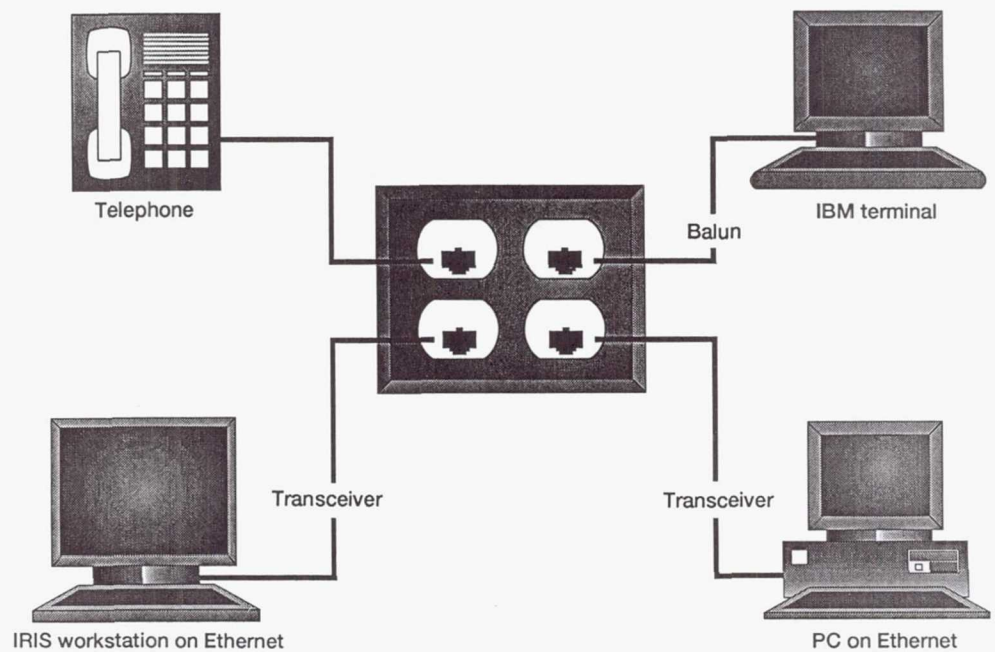 Telephone
IBM terminal
Balun
Transceiver
Transceiver
IRIS workstation on Ethernet
PC on Ethernet